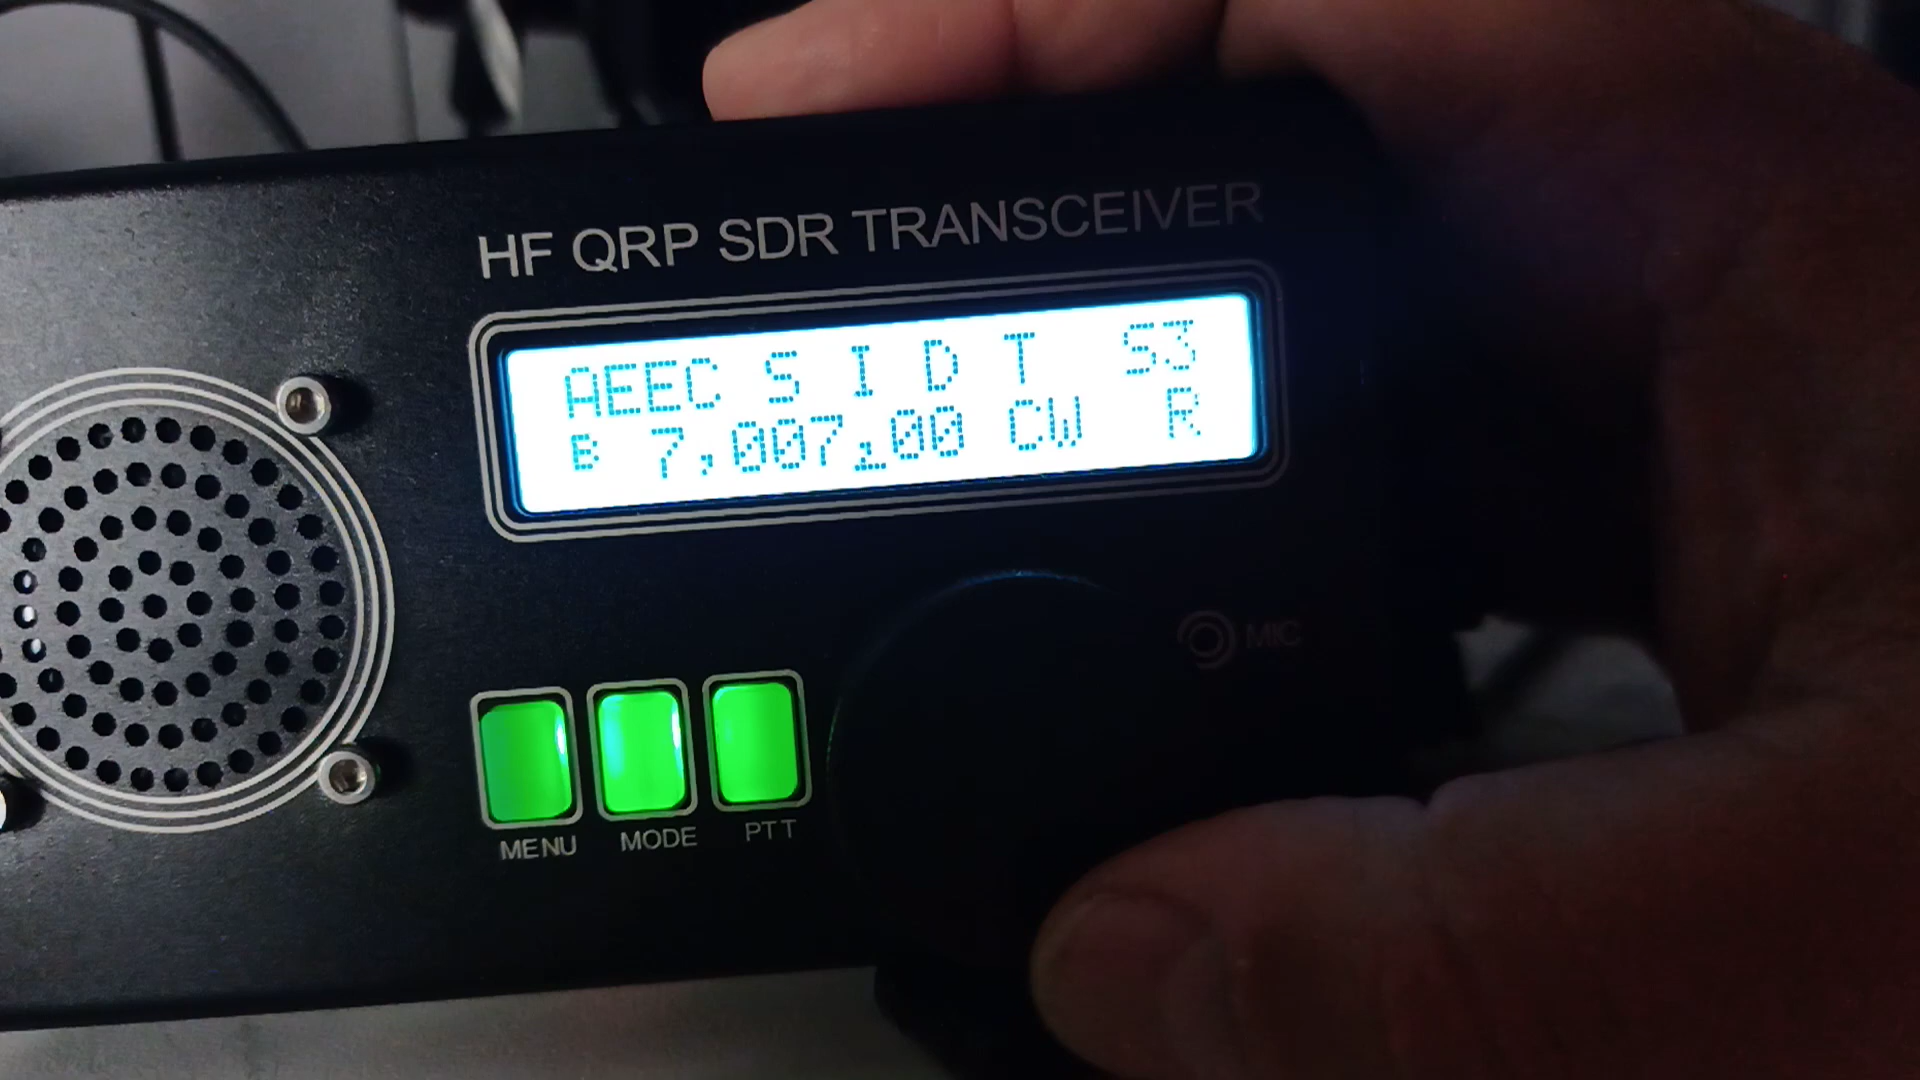 HF QRP SDR TRANSCEIVER
AEEC S I D T S3
B 7,007.00 CW R
MIC
MENU MODE PTT